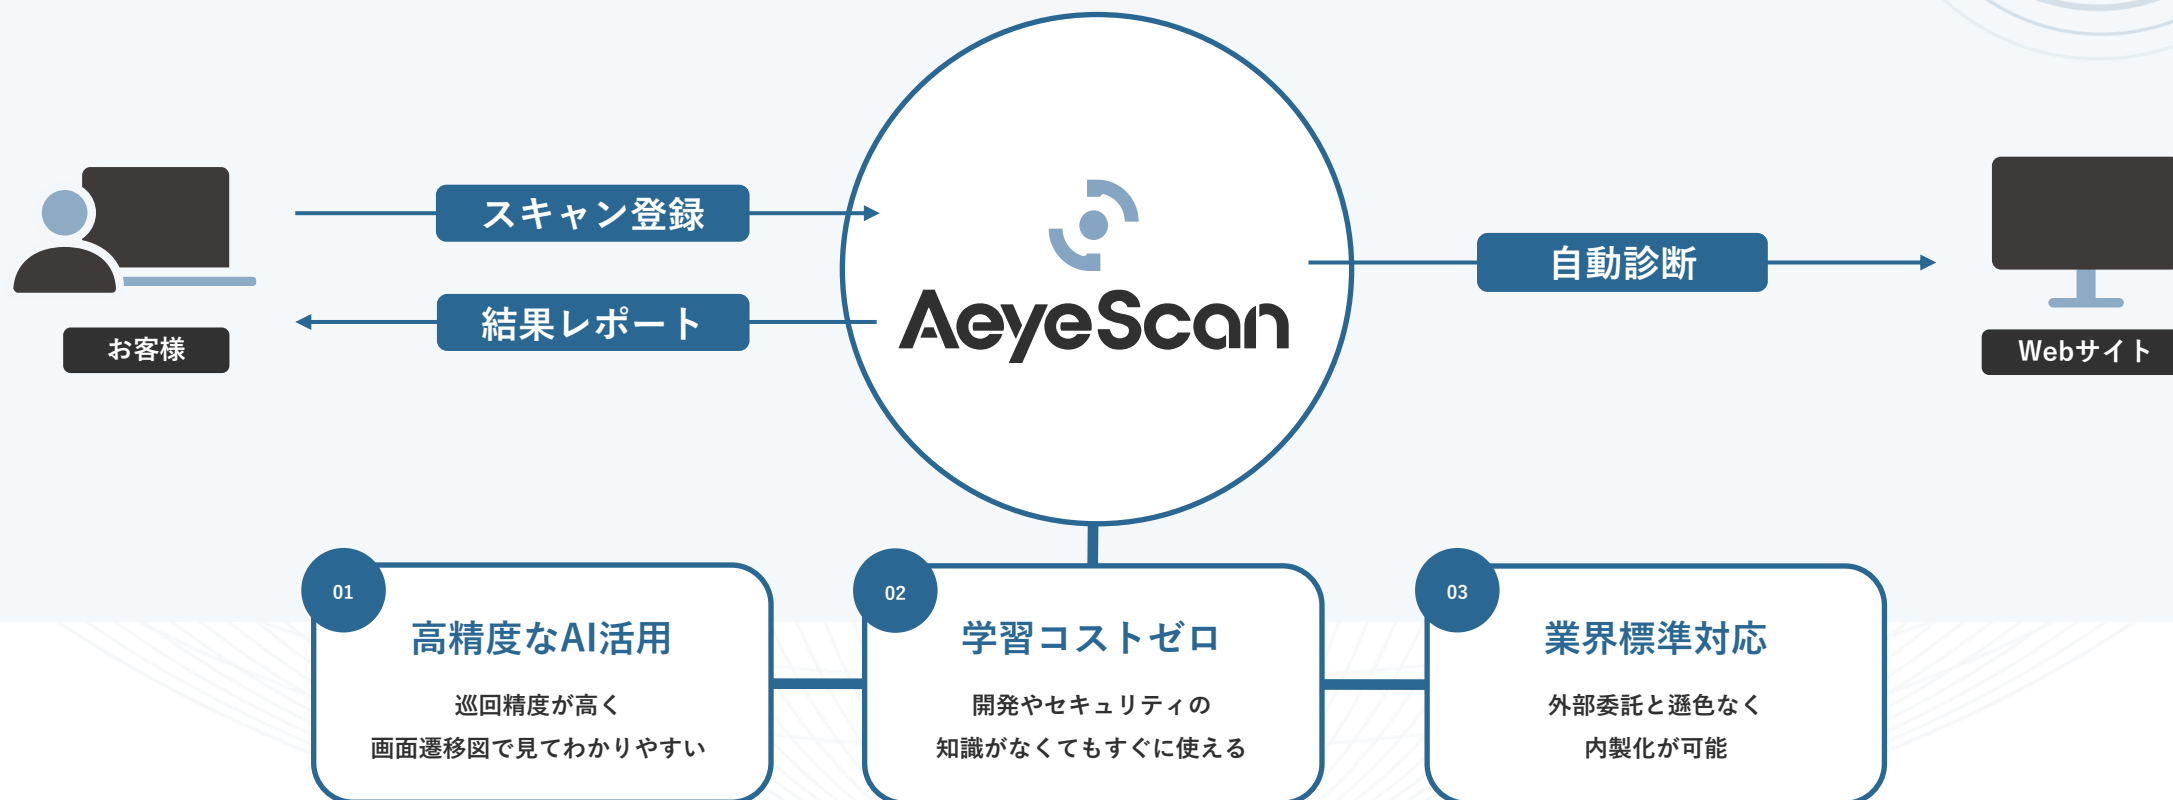 スキャン登録
結果レポート
お客様
AeyeScan
自動診断
Webサイト
01
高精度なAI活用
巡回精度が高く
画面遷移図で見てわかりやすい
02
学習コストゼロ
開発やセキュリティの
知識がなくてもすぐに使える
03
業界標準対応
外部委託と遜色なく
内製化が可能